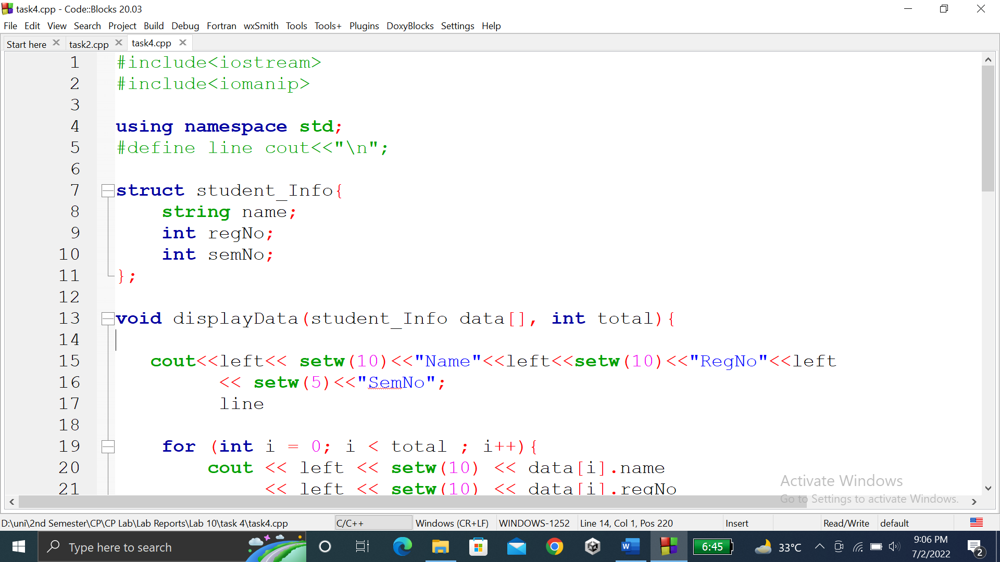 task4.cpp - Code::Blocks 20.03
File Edit View Search Project Build Debug Fortran wxSmith Tools Tools+ Plugins DoxyBlocks Settings Help
Start here task2.cpp task4.cpp
1 #include<iostream>
2 #include<iomanip>
3
4 using namespace std;
5 #define line cout<<"\n";
6
7 struct student_Info{
8 string name;
9 int regNo;
10 int semNo;
11 };
12
13 void displayData(student_Info data[], int total){
14
15 cout<<left<< setw(10)<<"Name"<<left<<setw(10)<<"RegNo"<<left
16 << setw(5)<<"SemNo";
17 line
18
19 for (int i = 0; i < total ; i++){
20 cout << left << setw(10) << data[i].name
21 << left << setw(10) << data[i].regNo
Activate Windows
Go to Settings to activate Windows.
D:\uni\2nd Semester\CP\CP Lab\Lab Reports\Lab 10\task 4\task4.cpp C/C++ Windows (CR+LF) WINDOWS-1252 Line 14, Col 1, Pos 220 Insert Read/Write default
Type here to search W 6:45 33°C 9:06 PM
7/2/2022 2